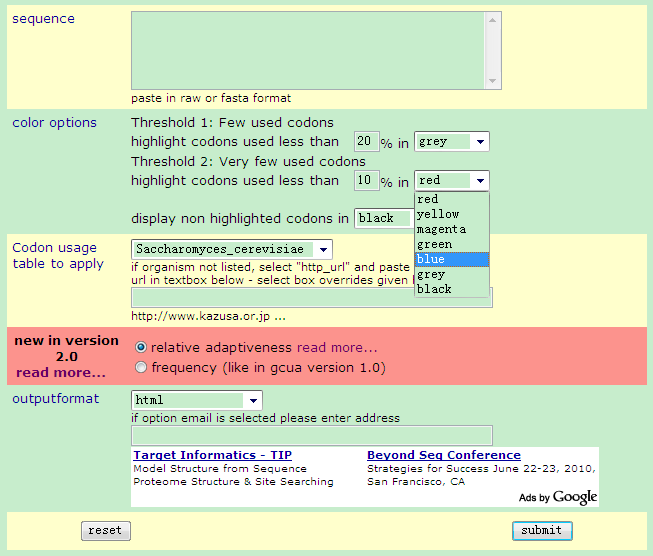 sequence
paste in raw or fasta format
color options
Threshold 1: Few used codons
highlight codons used less than 20 % in grey
Threshold 2: Very few used codons
highlight codons used less than 10 % in red
red
yellow
magenta
green
blue
grey
black
display non highlighted codons in black
Codon usage
table to apply
Saccharomyces_cerevisiae
if organism not listed, select "http_url" and paste
url in textbox below - select box overrides given
http://www.kazusa.or.jp ...
new in version
2.0
read more...
relative adaptiveness read more...
frequency (like in gcua version 1.0)
outputformat
html
if option email is selected please enter address
Target Informatics - TIP
Model Structure from Sequence
Proteome Structure & Site Searching
Beyond Seq Conference
Strategies for Success June 22-23, 2010,
San Francisco, CA
Ads by Google
reset
submit